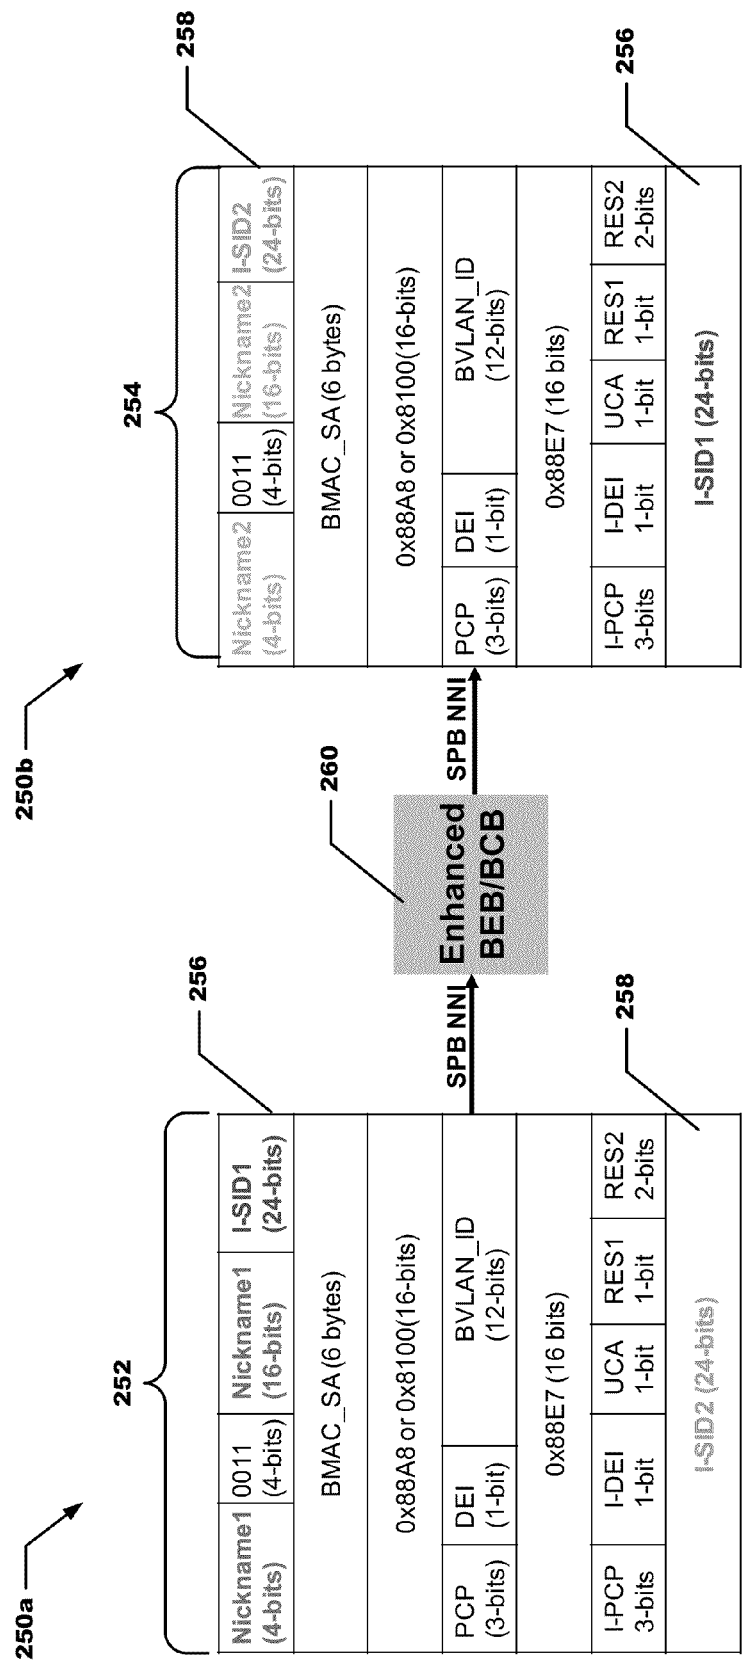 250a
252
256
Nickname1
(4-bits)
0011
(4-bits)
Nickname1
(16-bits)
I-SID1
(24-bits)
BMAC_SA (6 bytes)
0x88A8 or 0x8100(16-bits)
PCP
(3-bits)
DEI
(1-bit)
BVLAN_ID
(12-bits)
0x88E7 (16 bits)
I-PCP
3-bits
I-DEI
1-bit
UCA
1-bit
RES1
1-bit
RES2
2-bits
I-SID2 (24-bits)
258
SPB NNI
260
Enhanced
BEB/BCB
SPB NNI
250b
254
258
Nickname2
(4-bits)
0011
(4-bits)
Nickname2
(16-bits)
I-SID2
(24-bits)
BMAC_SA (6 bytes)
0x88A8 or 0x8100(16-bits)
PCP
(3-bits)
DEI
(1-bit)
BVLAN_ID
(12-bits)
0x88E7 (16 bits)
I-PCP
3-bits
I-DEI
1-bit
UCA
1-bit
RES1
1-bit
RES2
2-bits
I-SID1 (24-bits)
256